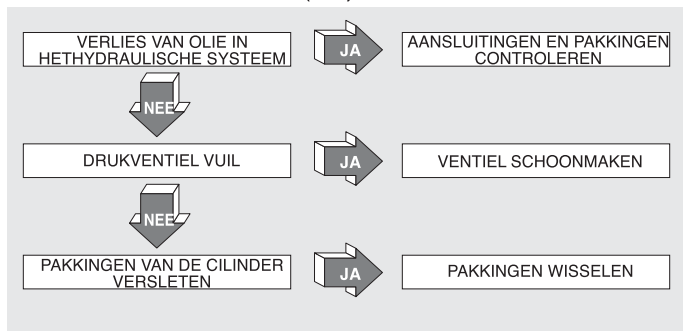 VERLIES VAN OLIE IN
HETHYDRAULISCHE SYSTEEM
JA
AANSLUITINGEN EN PAKKINGEN
CONTROLEREN
NEE
DRUKVENTIEL VUIL
JA
VENTIEL SCHOONMAKEN
NEE
PAKKINGEN VAN DE CILINDER
VERSLETEN
JA
PAKKINGEN WISSELEN